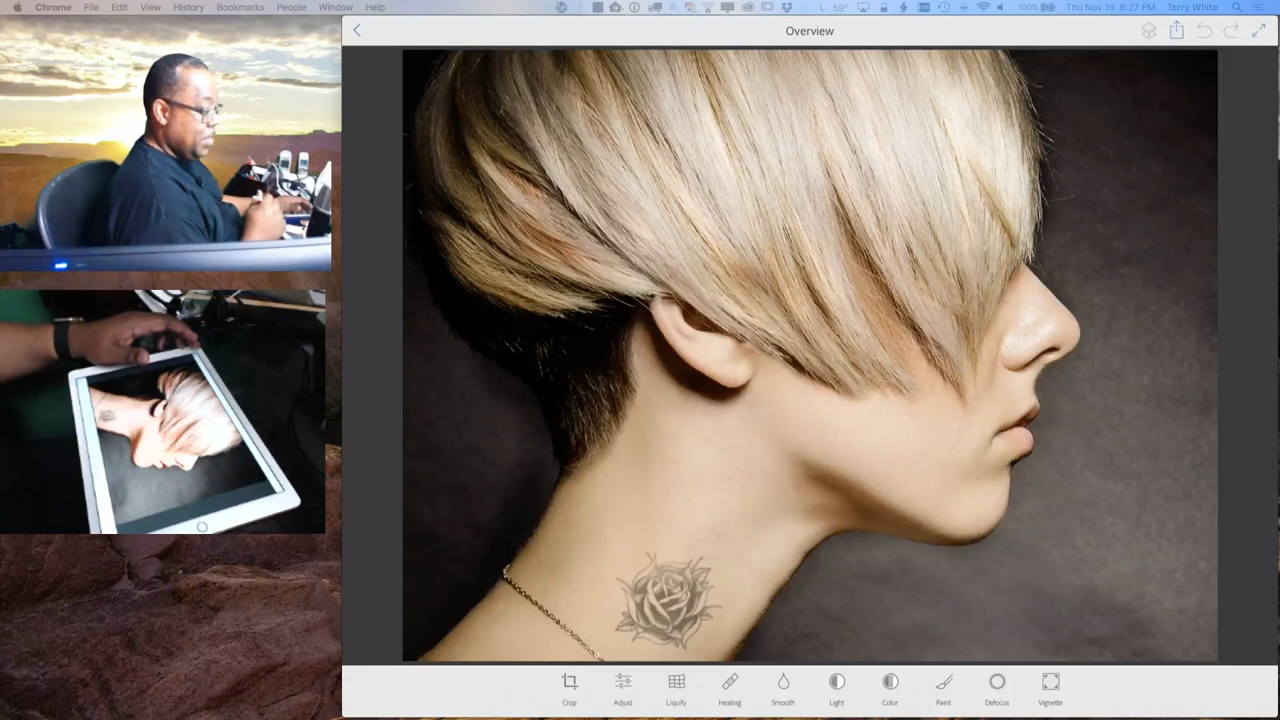 Chrome File Edit View History Bookmarks People Window Help 59° 100% Thu Nov 19 8:27 PM Terry White
Overview
Crop Adjust Liquify Healing Smooth Light Color Paint Defocus Vignette